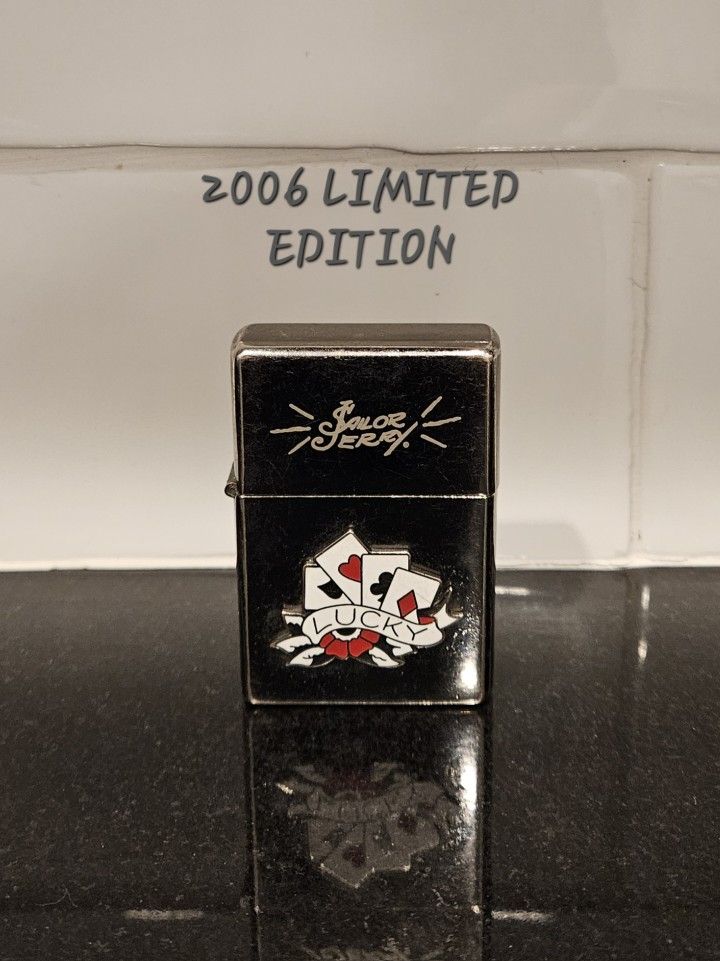 2006 LIMITED
EDITION
SAILOR
JERRY®
LUCKY